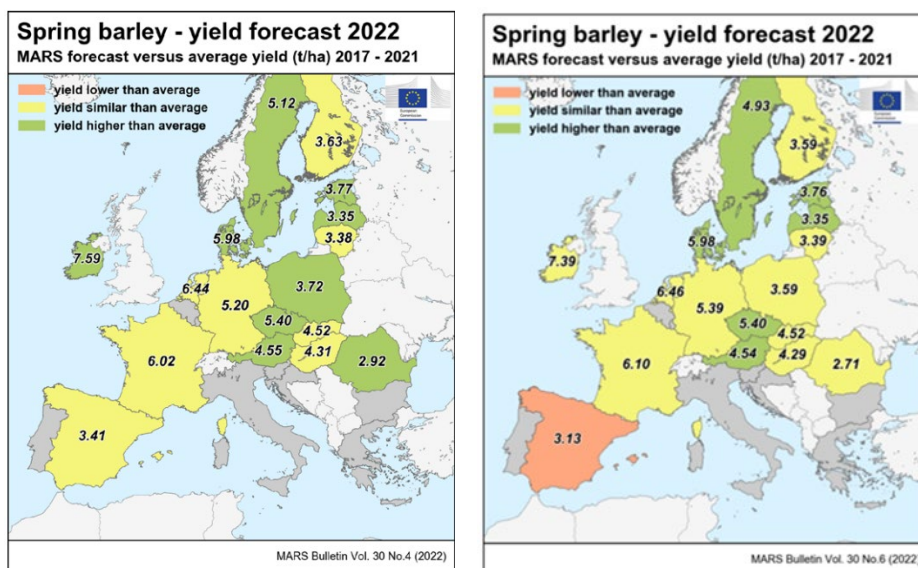 Spring barley - yield forecast 2022
MARS forecast versus average yield (t/ha) 2017 - 2021
yield lower than average
yield similar than average
yield higher than average
European
Commission
5.12
3.63
3.77
3.35
3.38
5.98
7.59
6.44
5.20
3.72
5.40
4.52
4.55
4.31
6.02
2.92
3.41
MARS Bulletin Vol. 30 No.4 (2022)
Spring barley - yield forecast 2022
MARS forecast versus average yield (t/ha) 2017 - 2021
yield lower than average
yield similar than average
yield higher than average
European
Commission
4.93
3.59
3.76
3.35
3.39
5.98
7.39
6.46
5.39
3.59
5.40
4.52
4.54
4.29
6.10
2.71
3.13
MARS Bulletin Vol. 30 No.6 (2022)